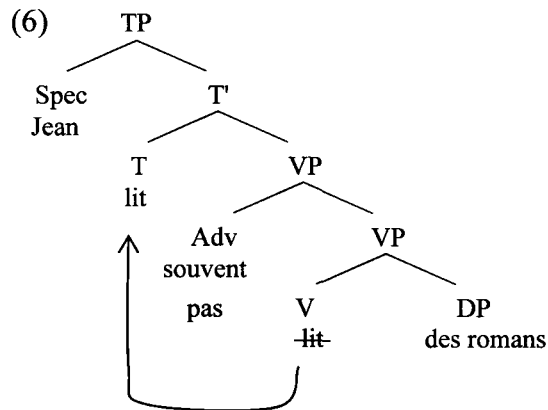 (6) TP
Spec T'
Jean
T VP
lit
Adv VP
souvent
pas V DP
lit des romans